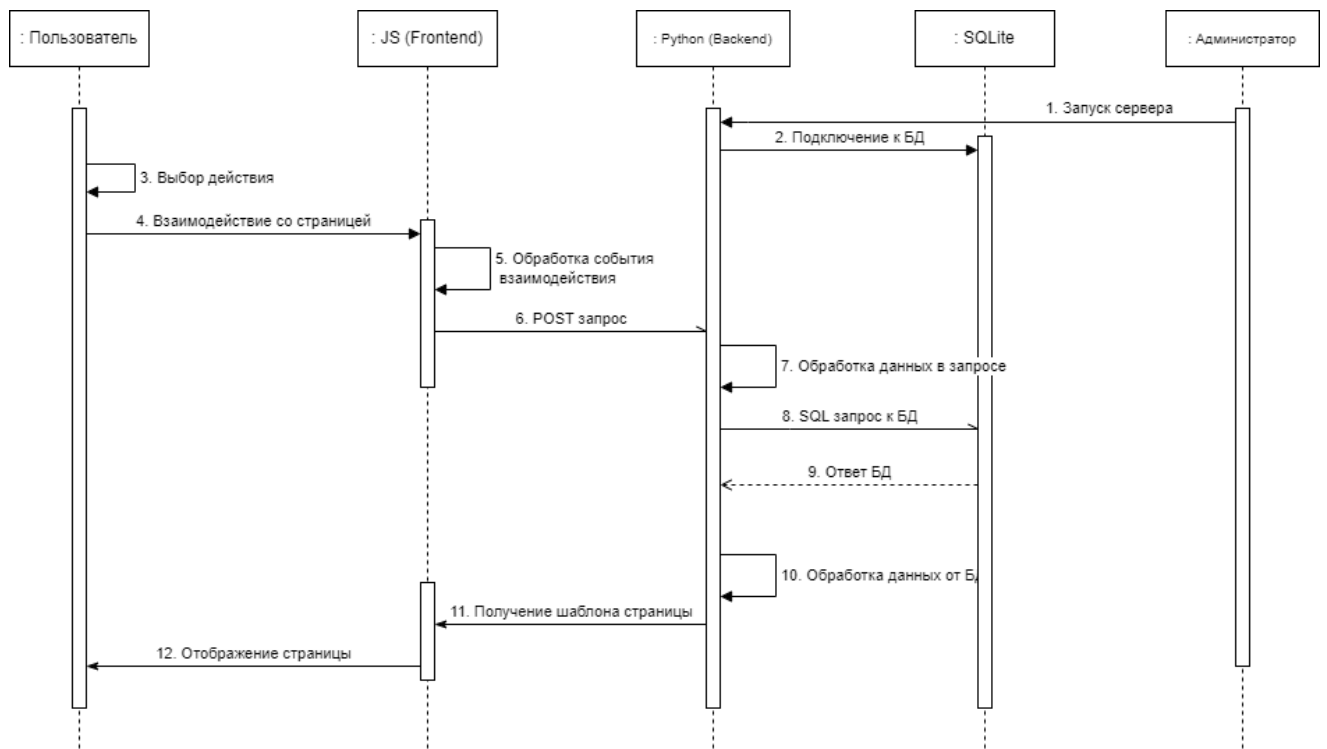 : Пользователь
: JS (Frontend)
: Python (Backend)
: SQLite
: Администратор
1. Запуск сервера
2. Подключение к БД
3. Выбор действия
4. Взаимодействие со страницей
5. Обработка события
взаимодействия
6. POST запрос
7. Обработка данных в запросе
8. SQL запрос к БД
9. Ответ БД
10. Обработка данных от БД
11. Получение шаблона страницы
12. Отображение страницы